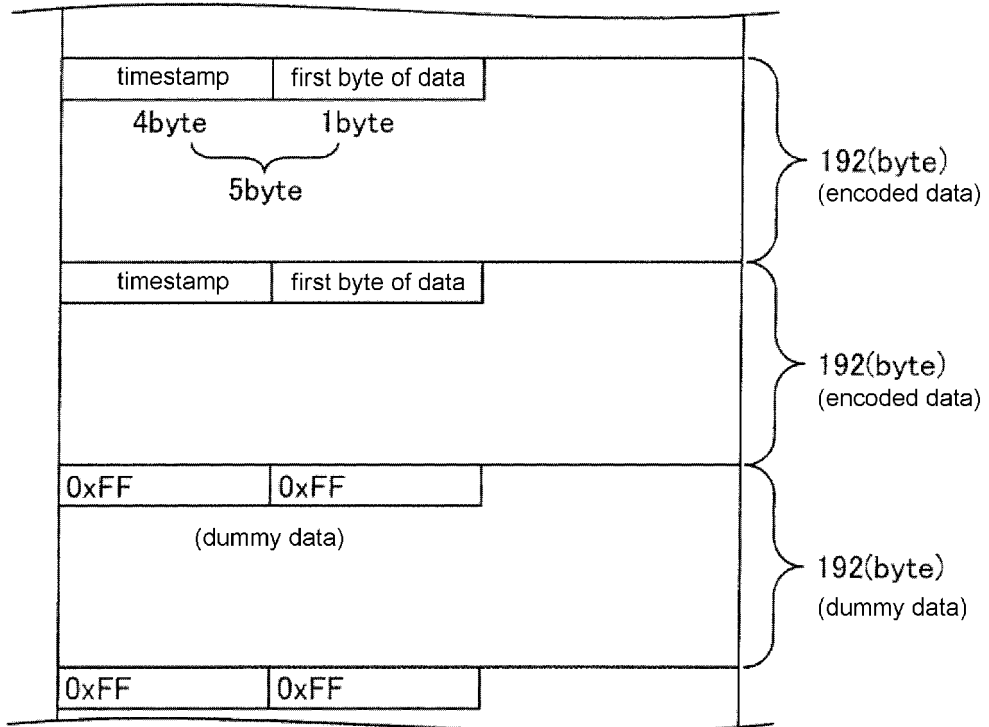 timestamp first byte of data
4byte 1byte
5byte
192(byte)
(encoded data)
timestamp first byte of data
192(byte)
(encoded data)
0xFF 0xFF
(dummy data)
192(byte)
(dummy data)
0xFF 0xFF